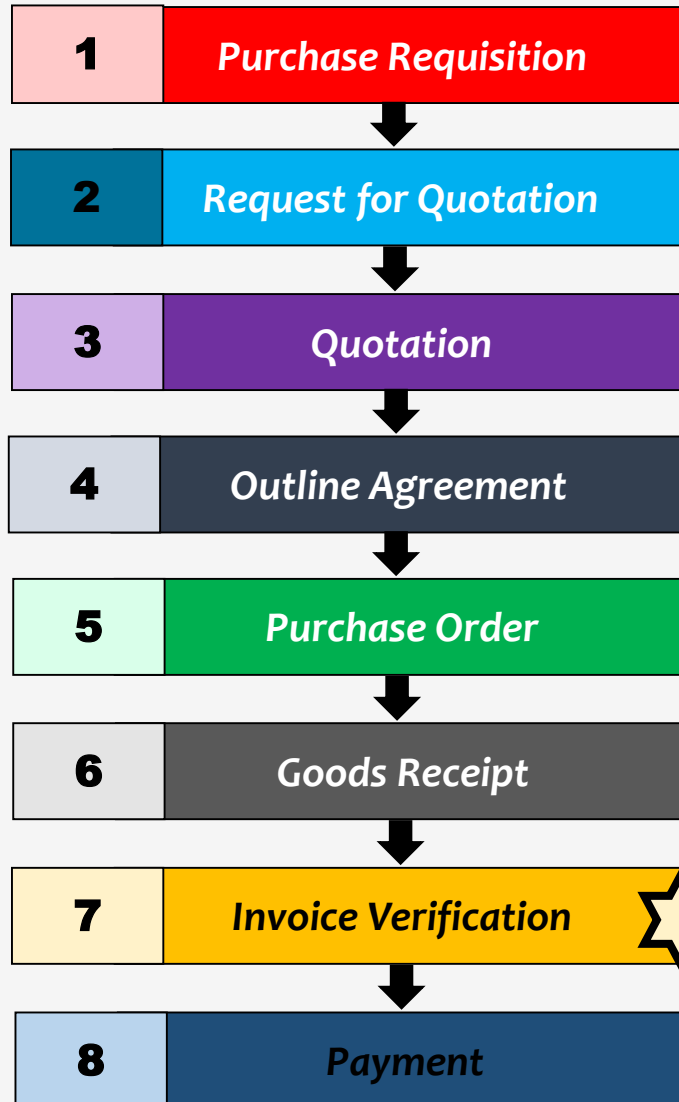 1 Purchase Requisition
2 Request for Quotation
3 Quotation
4 Outline Agreement
5 Purchase Order
6 Goods Receipt
7 Invoice Verification
8 Payment